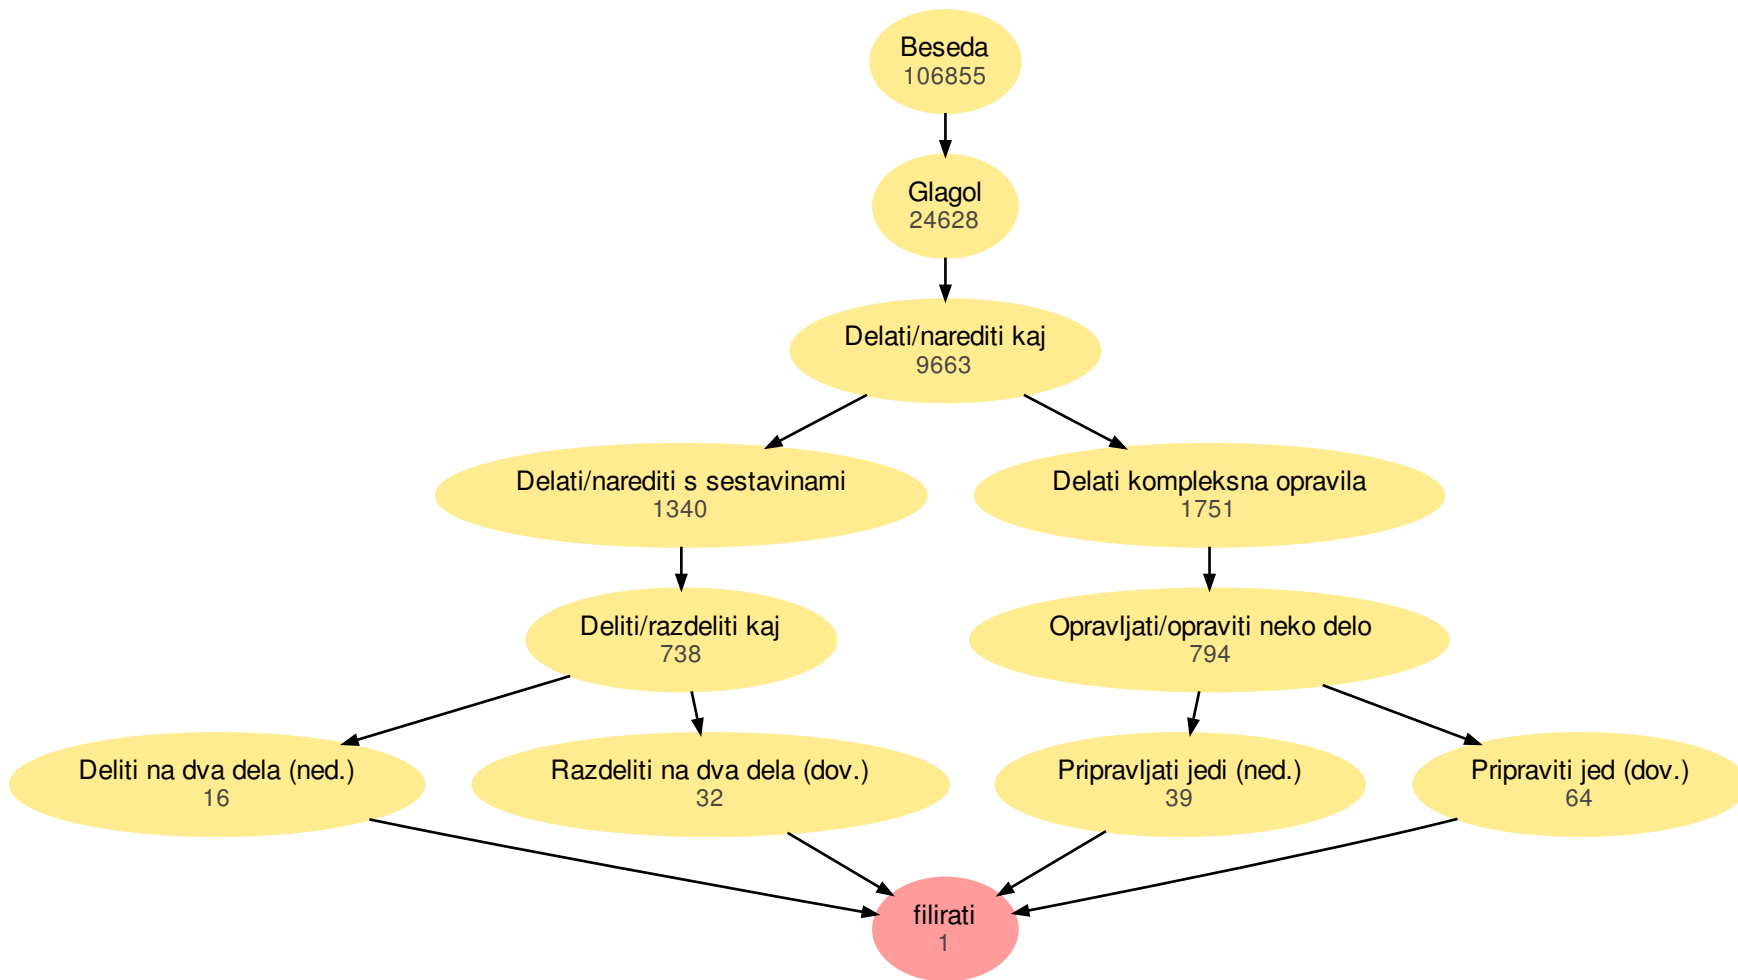 Beseda
106855
Glagol
24628
Delati/narediti kaj
9663
Delati/narediti s sestavinami
1340
Delati kompleksna opravila
1751
Deliti/razdeliti kaj
738
Opravljati/opraviti neko delo
794
Deliti na dva dela (ned.)
16
Razdeliti na dva dela (dov.)
32
Pripravljati jedi (ned.)
39
Pripraviti jed (dov.)
64
filirati
1